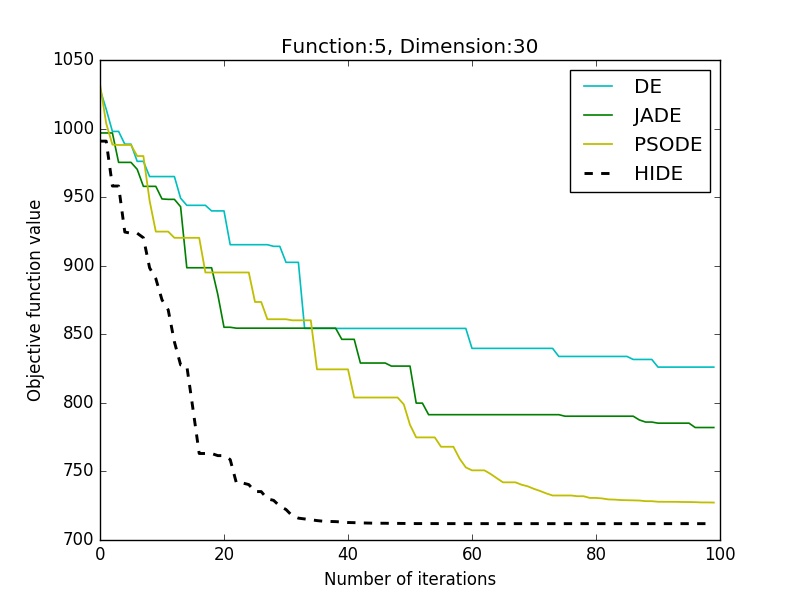 Function:5, Dimension:30
1050
1000
950
900
850
800
750
700
Objective function value
DE
JADE
PSODE
HIDE
0 20 40 60 80 100
Number of iterations